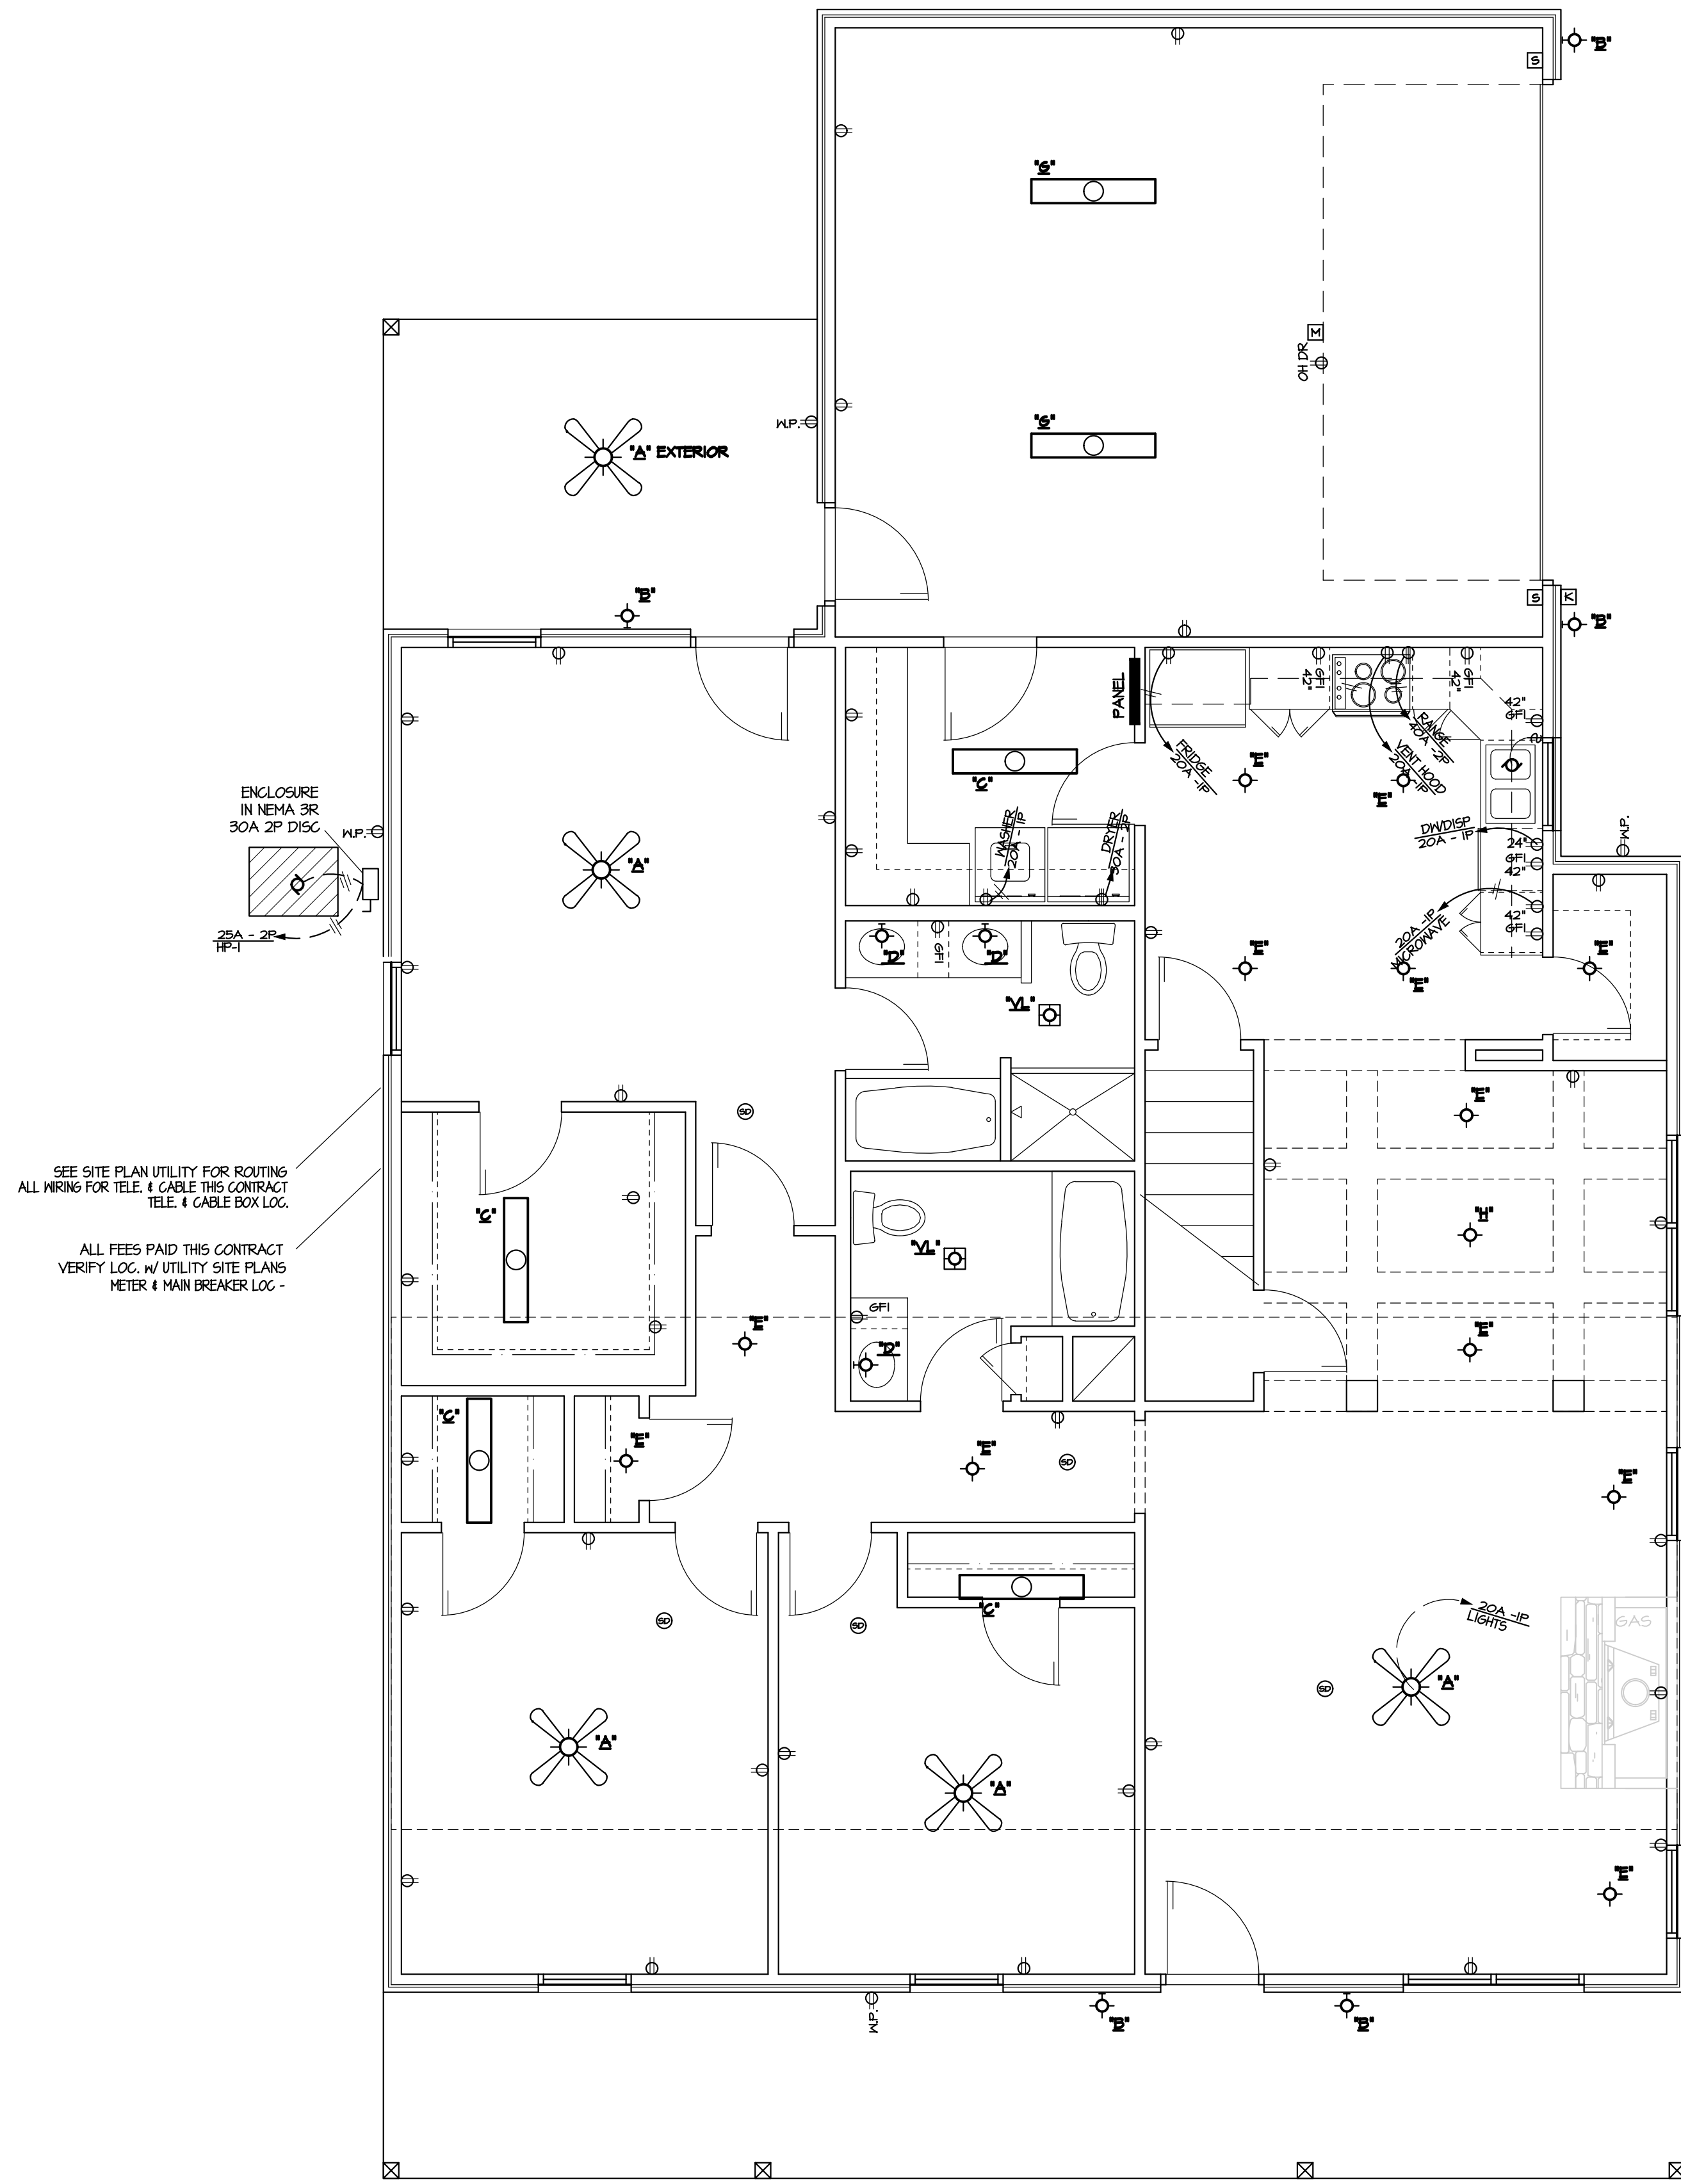 "B"
S
"G"
M
OH DR
W.P.
"G"
"A" EXTERIOR
"B"
S
K
"B"
PANEL
GFI
42"
GFI
42"
42"
GFI
RANGE
40A -2P
FRIDGE
20A -1P
VENT HOOD
20A -1P
"E"
"E"
"C"
ENCLOSURE
IN NEMA 3R
30A 2P DISC
W.P.
WASHER
20A - 1P
DRYER
30A - 2P
DW/DISP
20A - 1P
W.P.
24"
GFI
42"
"A"
42"
GFI
20A -1P
MICROWAVE
25A - 2P
HP-1
"D"
GFI
"D"
"E"
"E"
"E"
"VL"
SD
"E"
SEE SITE PLAN UTILITY FOR ROUTING
ALL WIRING FOR TELE. & CABLE THIS CONTRACT
TELE. & CABLE BOX LOC.
"C"
"H"
"VL"
ALL FEES PAID THIS CONTRACT
VERIFY LOC. W/ UTILITY SITE PLANS
METER & MAIN BREAKER LOC -
GFI
"E"
"E"
"D"
"C"
"E"
"E"
SD
"E"
"C"
SD
SD
20A -1P
LIGHTS
GAS
SD
"A"
"A"
"A"
"E"
W.P.
"B"
"B"